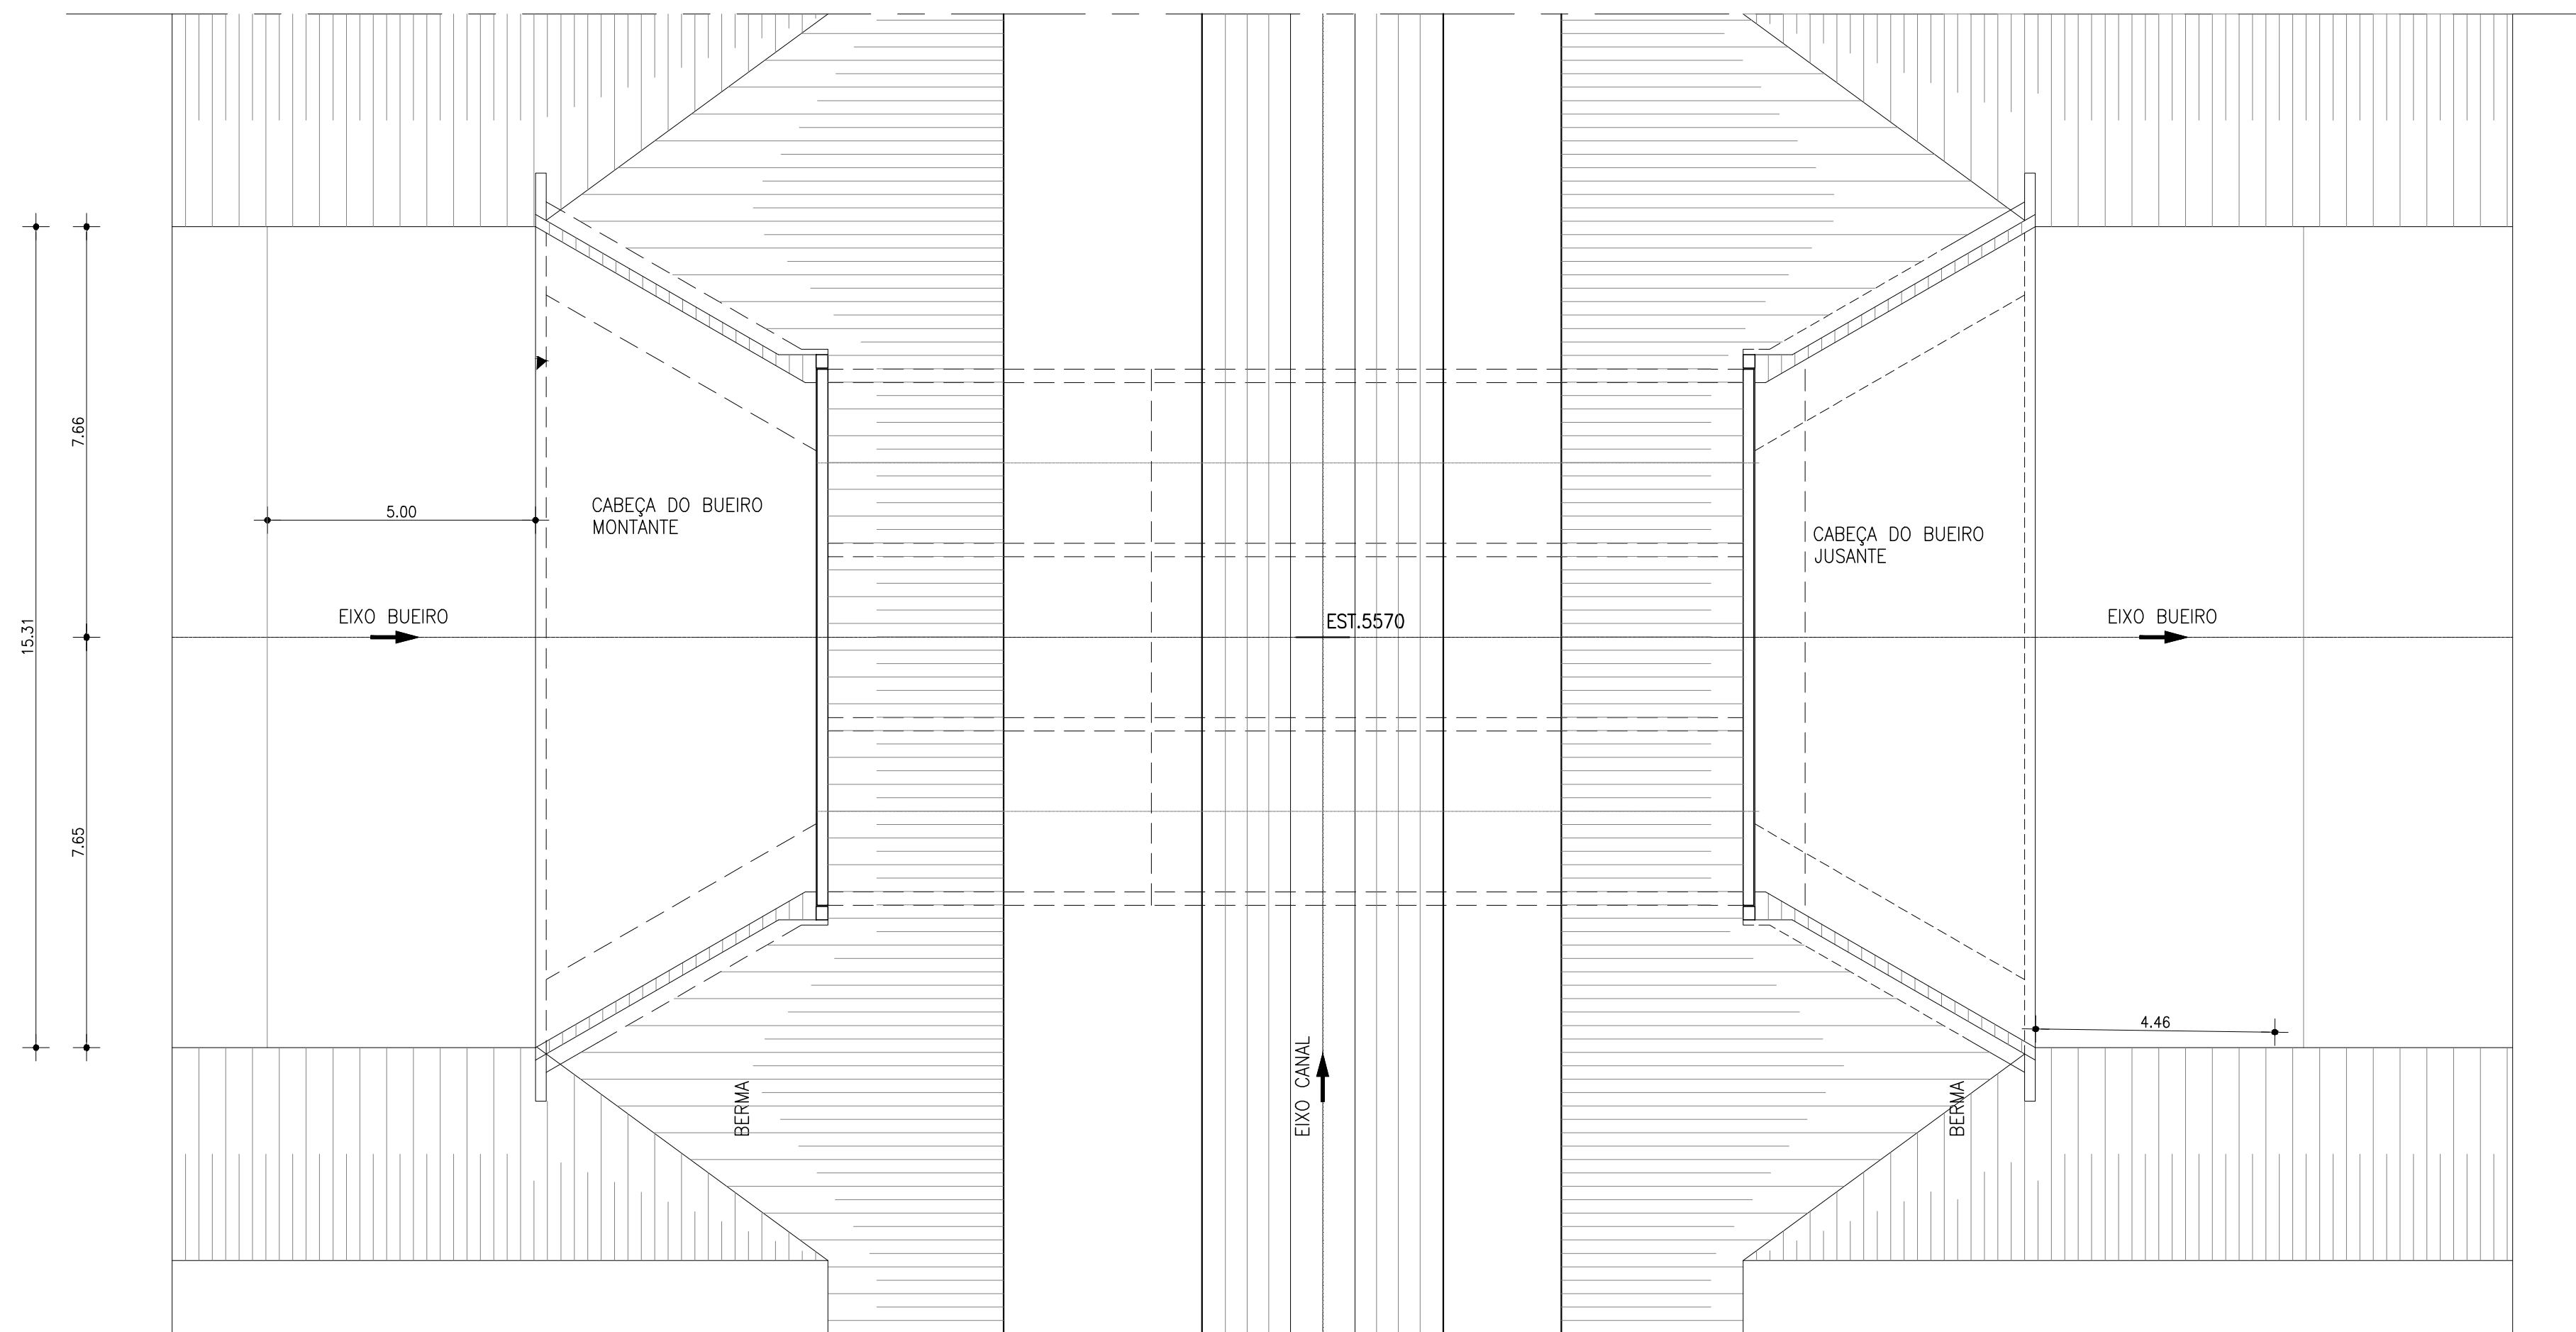 7.66
5.00
CABEÇA DO BUEIRO
MONTANTE
CABEÇA DO BUEIRO
JUSANTE
EIXO BUEIRO
EST.5570
EIXO BUEIRO
15.31
7.65
4.46
BERMA
EIXO CANAL
BERMA